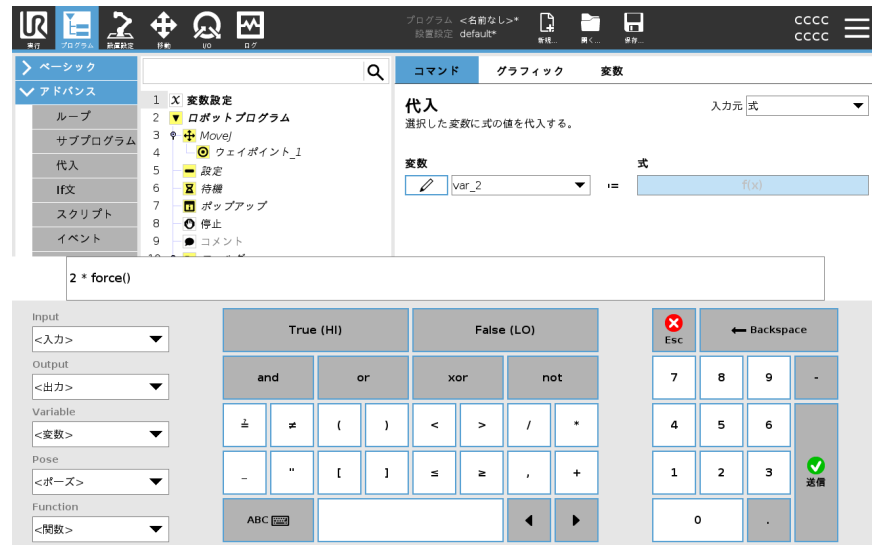 プログラム <名前なし>*
設置設定 default*
実行
プログラム
設置設定
移動
I/O
ログ
新規...
開く...
保存...
CCCC
CCCC
ベーシック
アドバンス
ループ
サブプログラム
代入
If文
スクリプト
イベント
1 X 変数設定
2 ロボットプログラム
3 MoveJ
4 ウェイポイント_1
5 設定
6 待機
7 ポップアップ
8 停止
9 コメント
コマンド グラフィック 変数
代入
選択した変数に式の値を代入する。
入力元 式
変数 式
var_2 := f(x)
2 * force()
Input
<入力>
Output
<出力>
Variable
<変数>
Pose
<ポーズ>
Function
<関数>
True (HI) False (LO)
and or xor not
≟ ≠ ( ) < > / *
_ " [ ] ≤ ≥ , +
ABC
Esc Backspace
7 8 9 -
4 5 6
1 2 3 送信
0 .